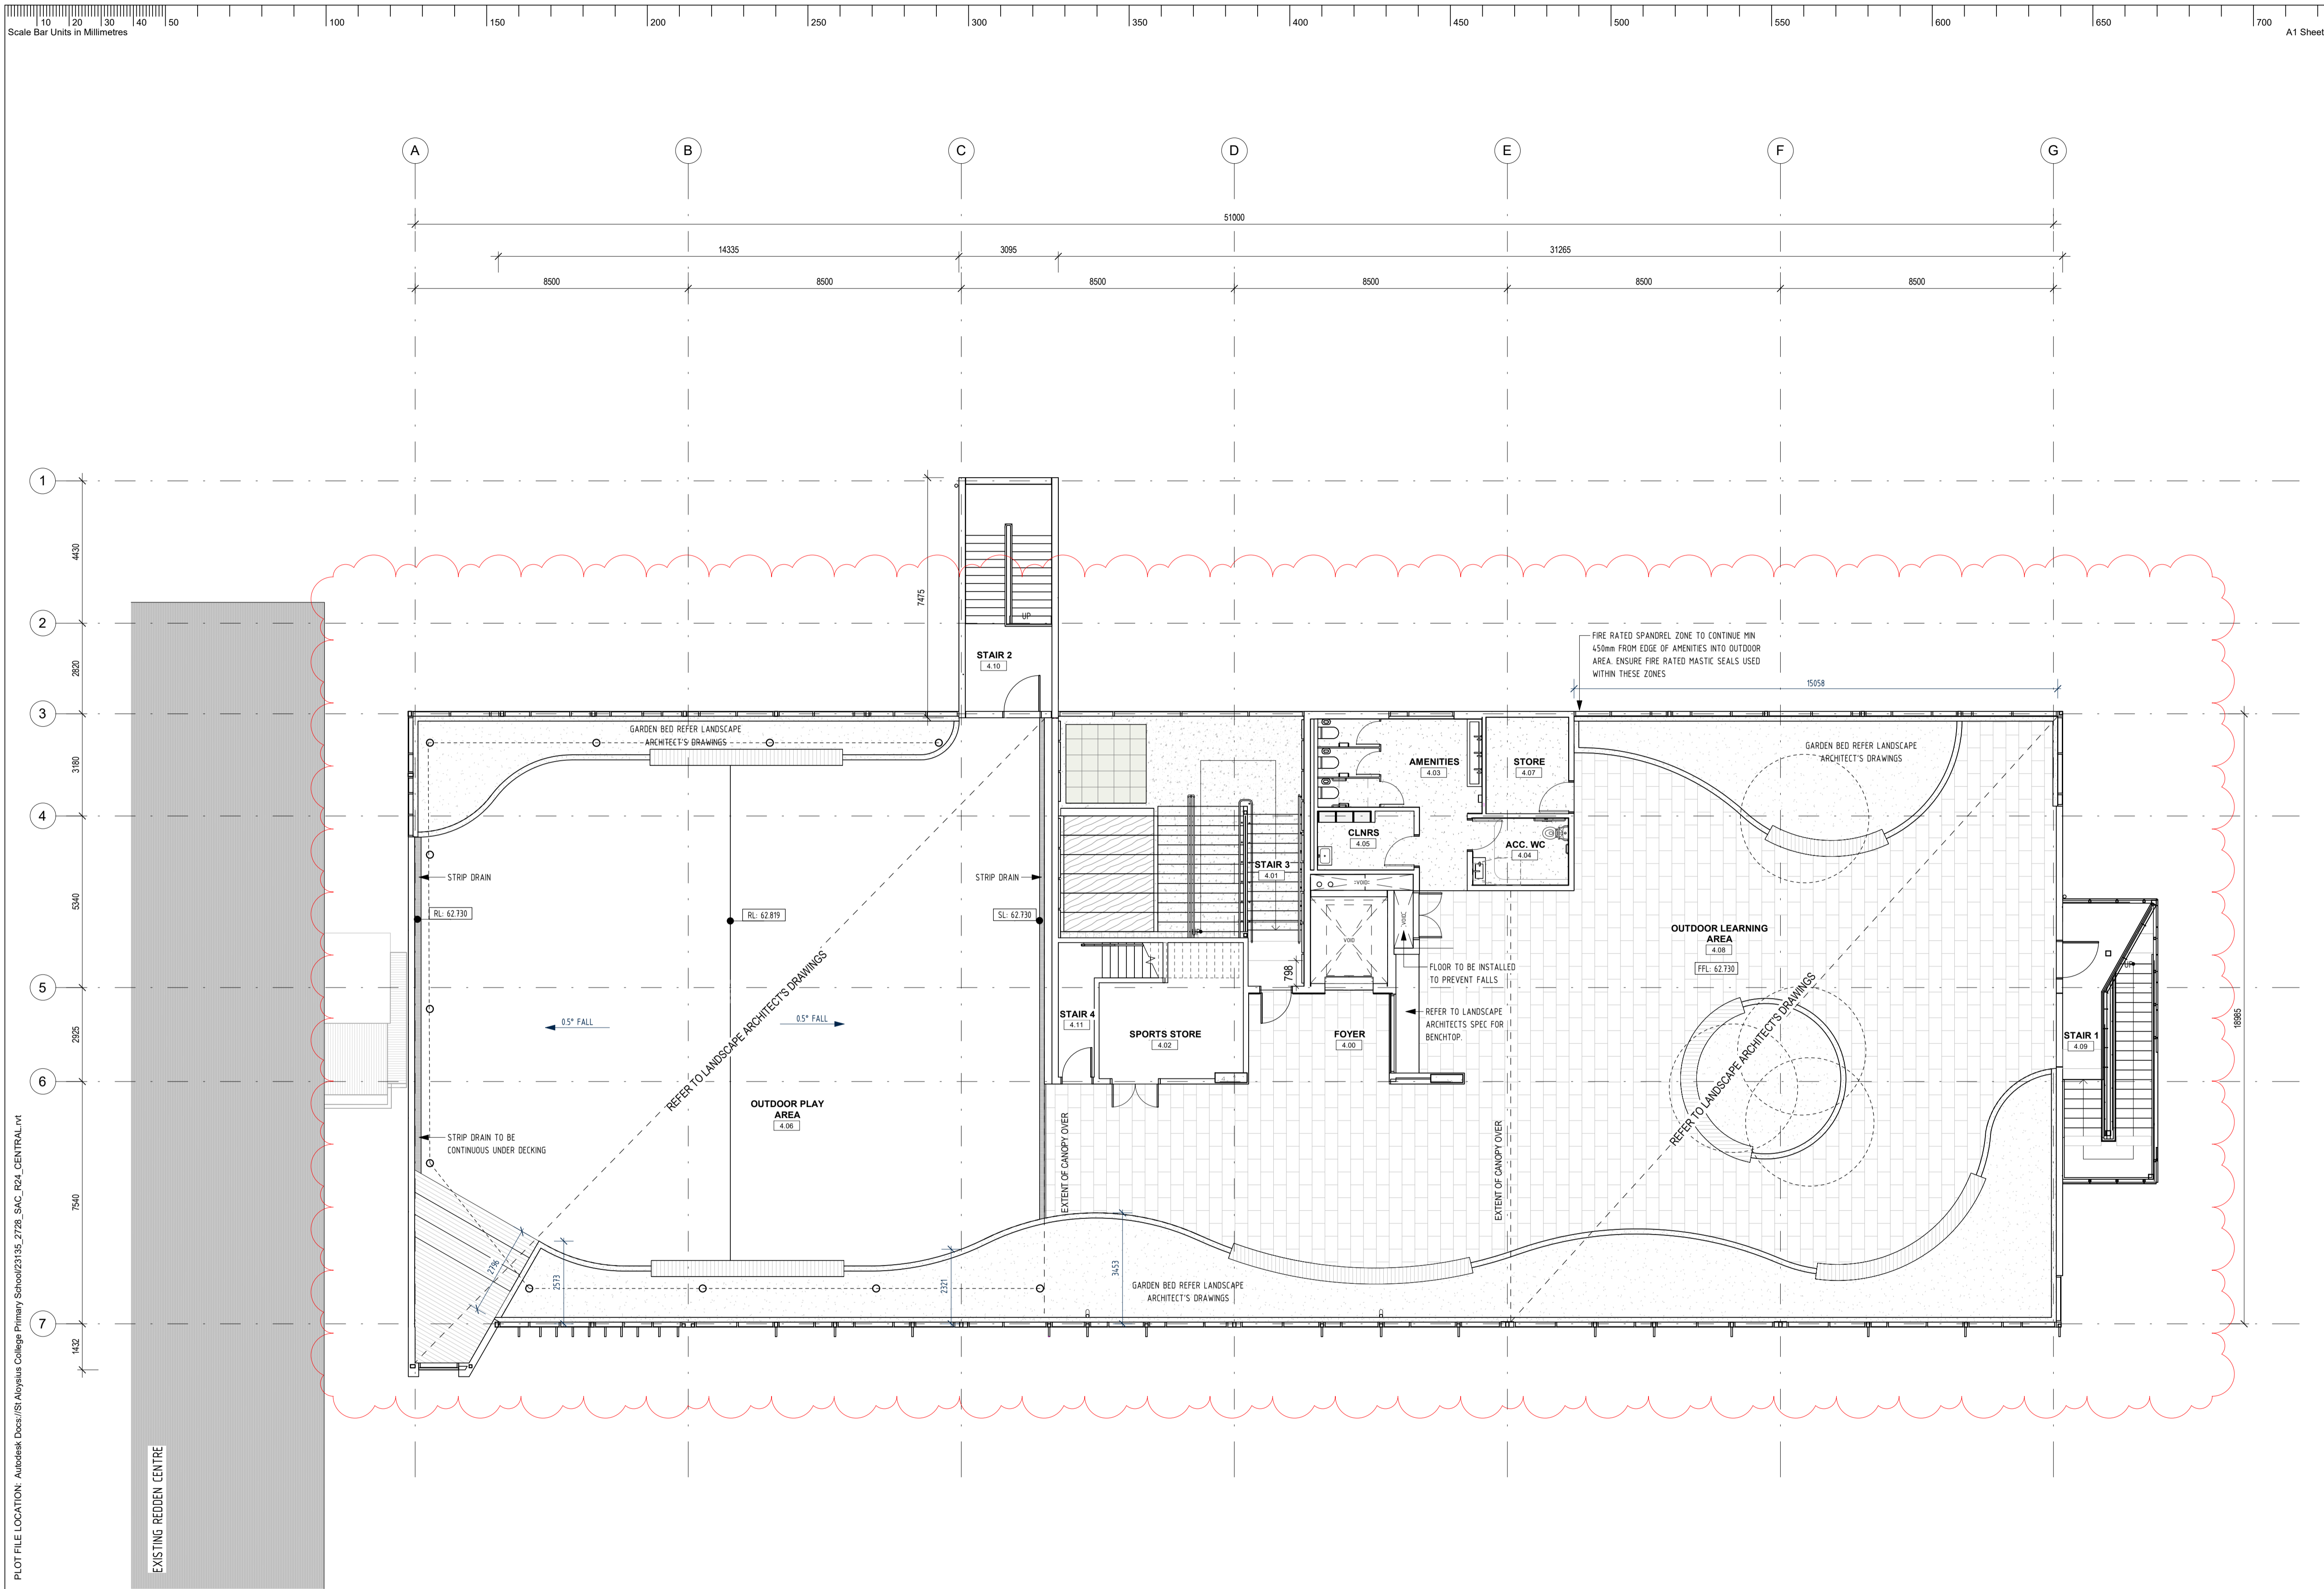 10 20 30 40 50 100 150 200 250 300 350 400 450 500 550 600 650 700
Scale Bar Units in Millimetres
A1 Sheet
A B C D E F G
51000
14335 3095 31265
8500 8500 8500 8500 8500 8500
1
4430
2
2820
3
3180
4
5340
5
2925
6
7540
7
1432
7475
UP
STAIR 2
4.10
FIRE RATED SPANDREL ZONE TO CONTINUE MIN
450mm FROM EDGE OF AMENITIES INTO OUTDOOR
AREA. ENSURE FIRE RATED MASTIC SEALS USED
WITHIN THESE ZONES
15058
GARDEN BED REFER LANDSCAPE
ARCHITECT'S DRAWINGS
GARDEN BED REFER LANDSCAPE
ARCHITECT'S DRAWINGS
AMENITIES
4.03
STORE
4.07
CLNRS
4.05
ACC. WC
4.04
STAIR 3
4.01
UP
VOID
VOID
VOID
STRIP DRAIN
STRIP DRAIN
RL: 62.730
RL: 62.819
SL: 62.730
OUTDOOR LEARNING
AREA
4.08
FFL: 62.730
FLOOR TO BE INSTALLED
TO PREVENT FALLS
798
REFER TO LANDSCAPE
ARCHITECTS SPEC FOR
BENCHTOP.
STAIR 4
4.11
SPORTS STORE
4.02
FOYER
4.00
UP
STAIR 1
4.09
18985
0.5° FALL
0.5° FALL
REFER TO LANDSCAPE ARCHITECT'S DRAWINGS
REFER TO LANDSCAPE ARCHITECT'S DRAWINGS
OUTDOOR PLAY
AREA
4.06
STRIP DRAIN TO BE
CONTINUOUS UNDER DECKING
EXTENT OF CANOPY OVER
EXTENT OF CANOPY OVER
2796
2573
2321
3453
GARDEN BED REFER LANDSCAPE
ARCHITECT'S DRAWINGS
EXISTING REDDEN CENTRE
PLOT FILE LOCATION: Autodesk Docs://St Aloysius College Primary School/23135_2728_SAC_R24_CENTRAL.rvt